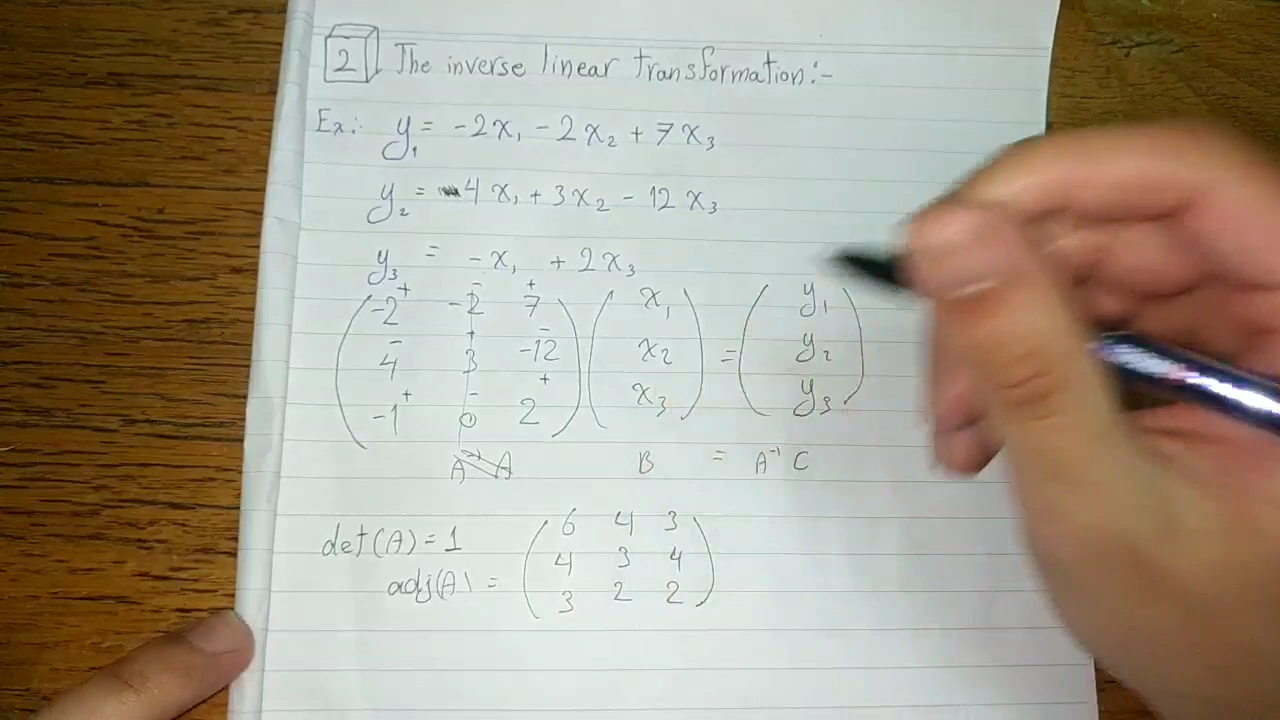 2 The inverse linear transformation:-
Ex: y₁ = -2x₁ - 2x₂ + 7x₃
y₂ = 4x₁ + 3x₂ - 12x₃
y₃ = -x₁ + 2x₃
( -2⁺ -2⁻ 7⁺ ) ( x₁ ) ( y₁ )
( 4⁻ 3⁺ -12⁻ ) ( x₂ ) = ( y₂ )
( -1⁺ 0⁻ 2⁺ ) ( x₃ ) ( y₃ )
A⁻¹ A B = A⁻¹ C
det(A) = 1
adj(A) = ( 6 4 3 )
( 4 3 4 )
( 3 2 2 )